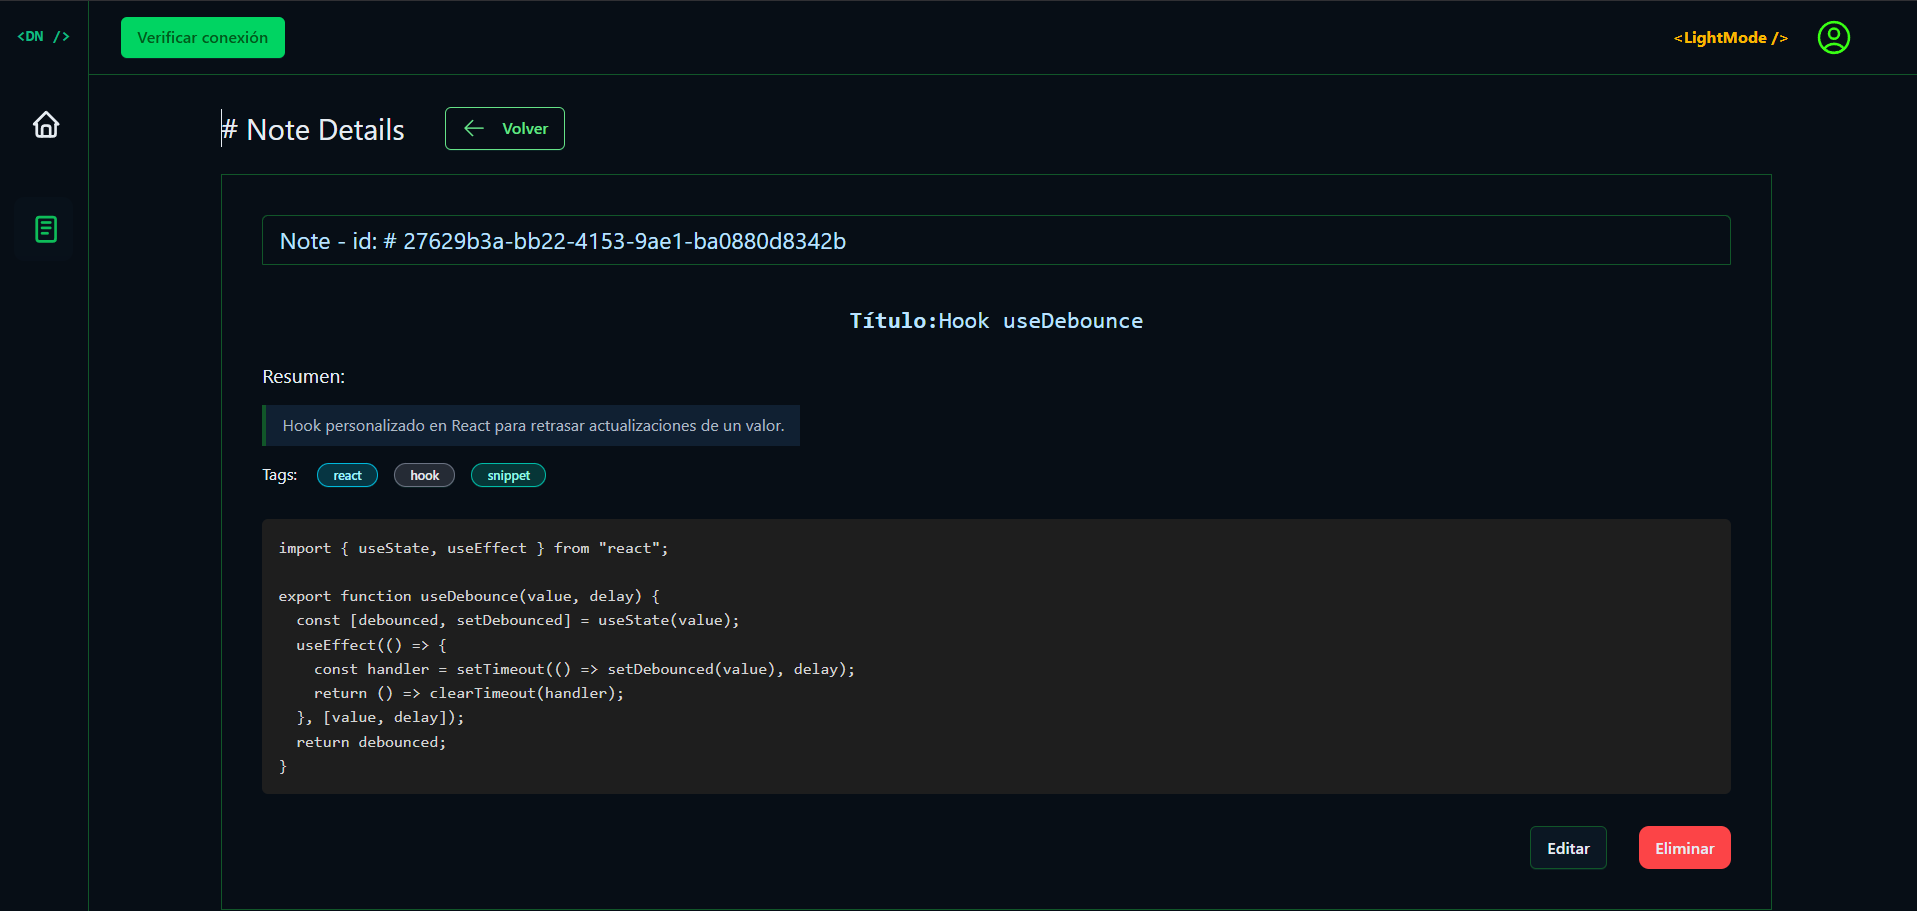 <DN />
Verificar conexión
<LightMode />
# Note Details
Volver
Note - id: # 27629b3a-bb22-4153-9ae1-ba0880d8342b
Título:Hook useDebounce
Resumen:
Hook personalizado en React para retrasar actualizaciones de un valor.
Tags: react hook snippet
import { useState, useEffect } from "react";
export function useDebounce(value, delay) {
  const [debounced, setDebounced] = useState(value);
  useEffect(() => {
    const handler = setTimeout(() => setDebounced(value), delay);
    return () => clearTimeout(handler);
  }, [value, delay]);
  return debounced;
}
Editar
Eliminar